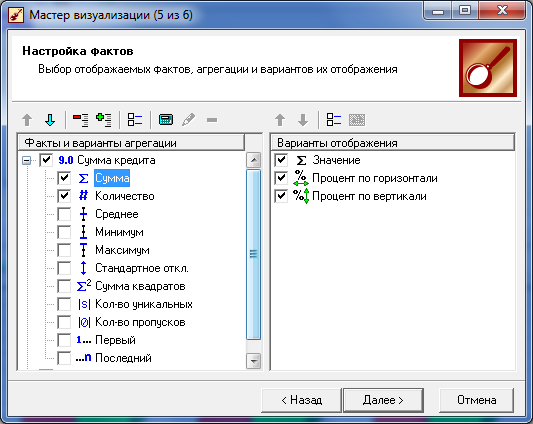 Мастер визуализации (5 из 6)
Настройка фактов
Выбор отображаемых фактов, агрегации и вариантов их отображения
Факты и варианты агрегации
9.0 Сумма кредита
Σ Сумма
# Количество
Среднее
Минимум
Максимум
Стандартное откл.
Σ² Сумма квадратов
|S| Кол-во уникальных
|0| Кол-во пропусков
1... Первый
...n Последний
Варианты отображения
Σ Значение
% Процент по горизонтали
% Процент по вертикали
< Назад
Далее >
Отмена